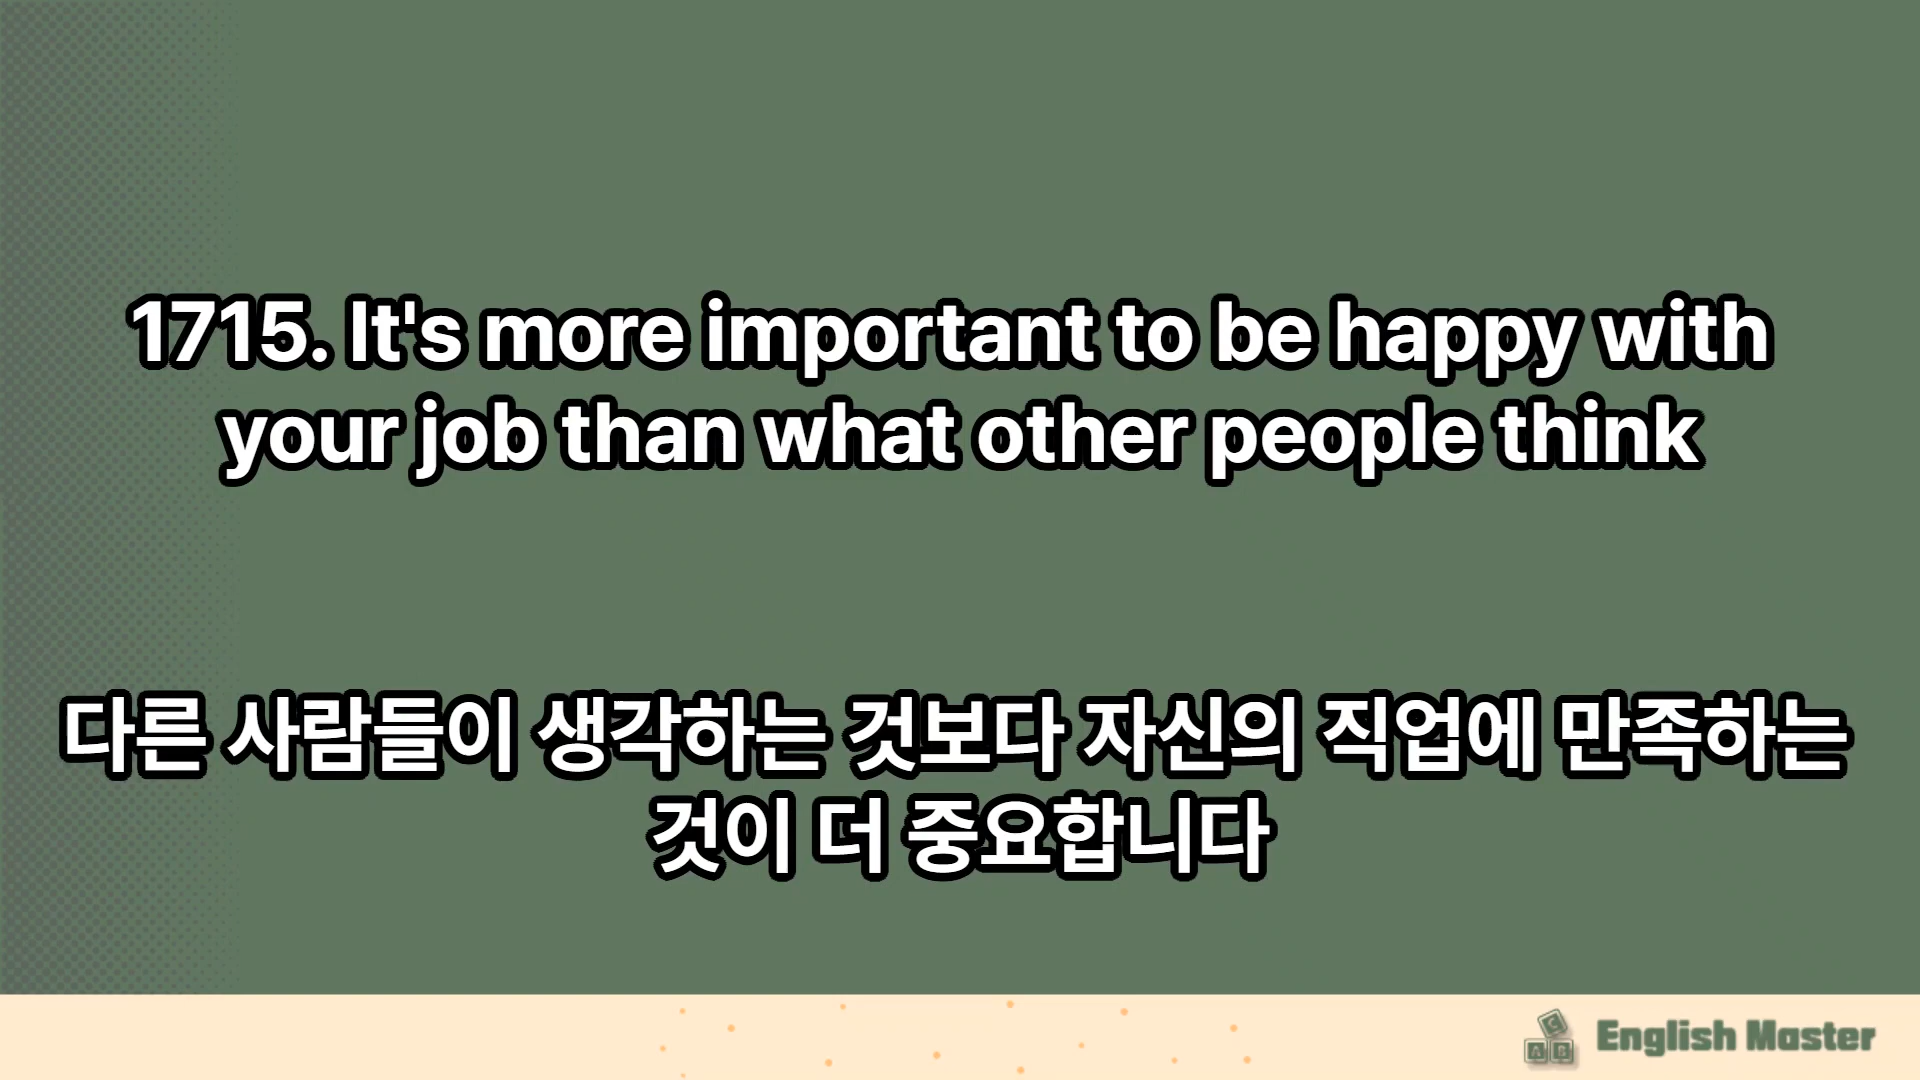 1715. It's more important to be happy with
your job than what other people think
다른 사람들이 생각하는 것보다 자신의 직업에 만족하는
것이 더 중요합니다
C
A B
English Master